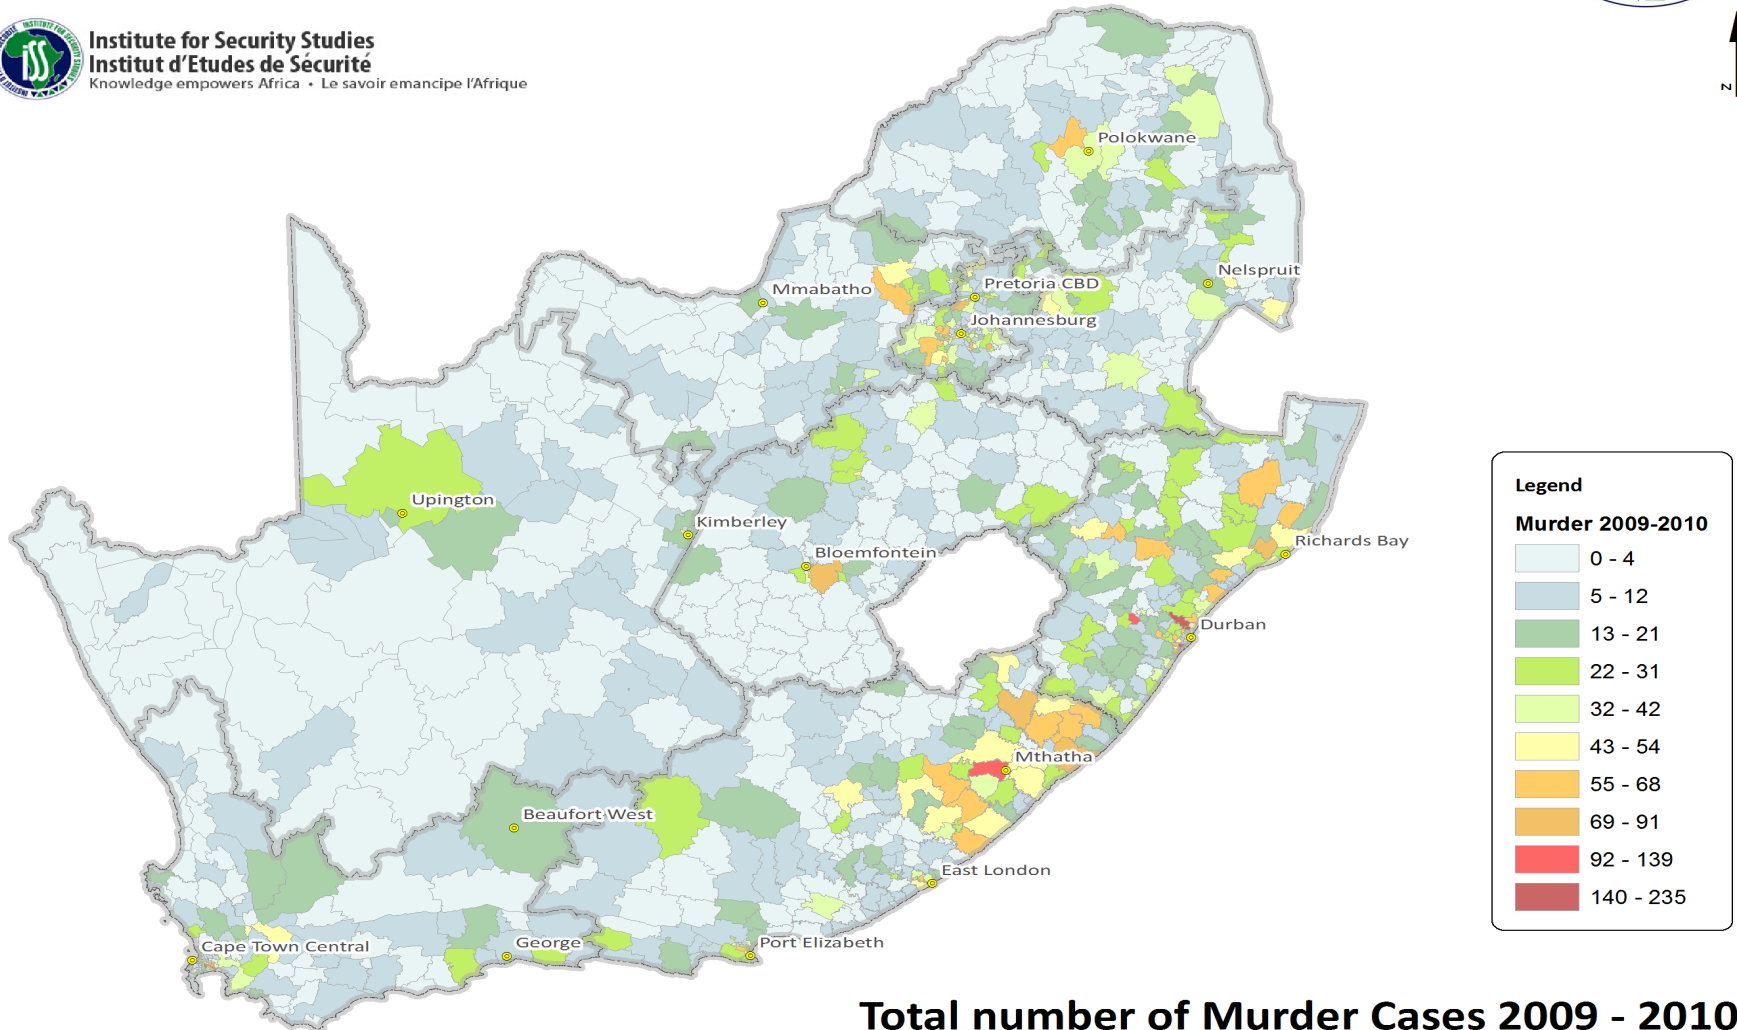 Institute for Security Studies
Institut d'Etudes de Sécurité
Knowledge empowers Africa • Le savoir emancipe l'Afrique
iSS
N
Polokwane
Nelspruit
Mmabatho
Pretoria CBD
Johannesburg
Upington
Kimberley
Bloemfontein
Richards Bay
Durban
Mthatha
Beaufort West
East London
Cape Town Central
George
Port Elizabeth
Legend
Murder 2009-2010
0 - 4
5 - 12
13 - 21
22 - 31
32 - 42
43 - 54
55 - 68
69 - 91
92 - 139
140 - 235
Total number of Murder Cases 2009 - 2010